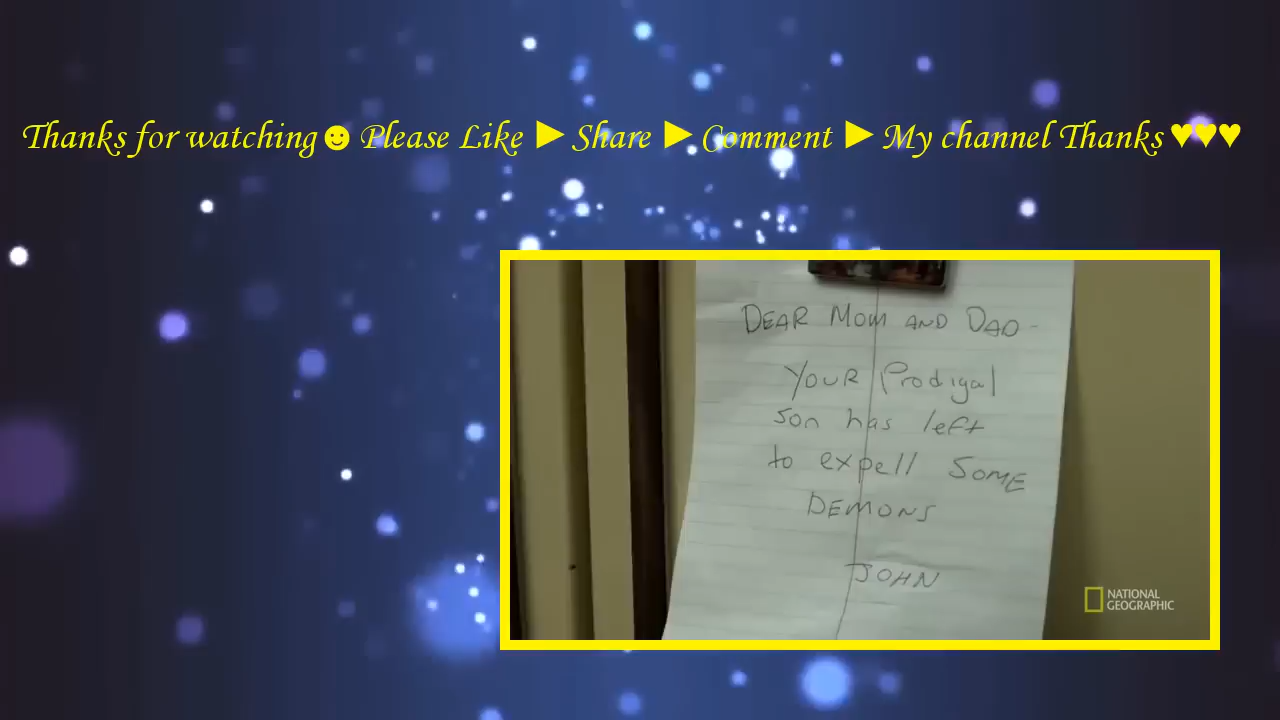 Thanks for watching☻Please Like ►Share ►Comment ►My channel Thanks ♥♥♥
DEAR MOM AND DAD -
YOUR Prodigal
son has left
to expell SOME
DEMONS
JOHN
NATIONAL
GEOGRAPHIC